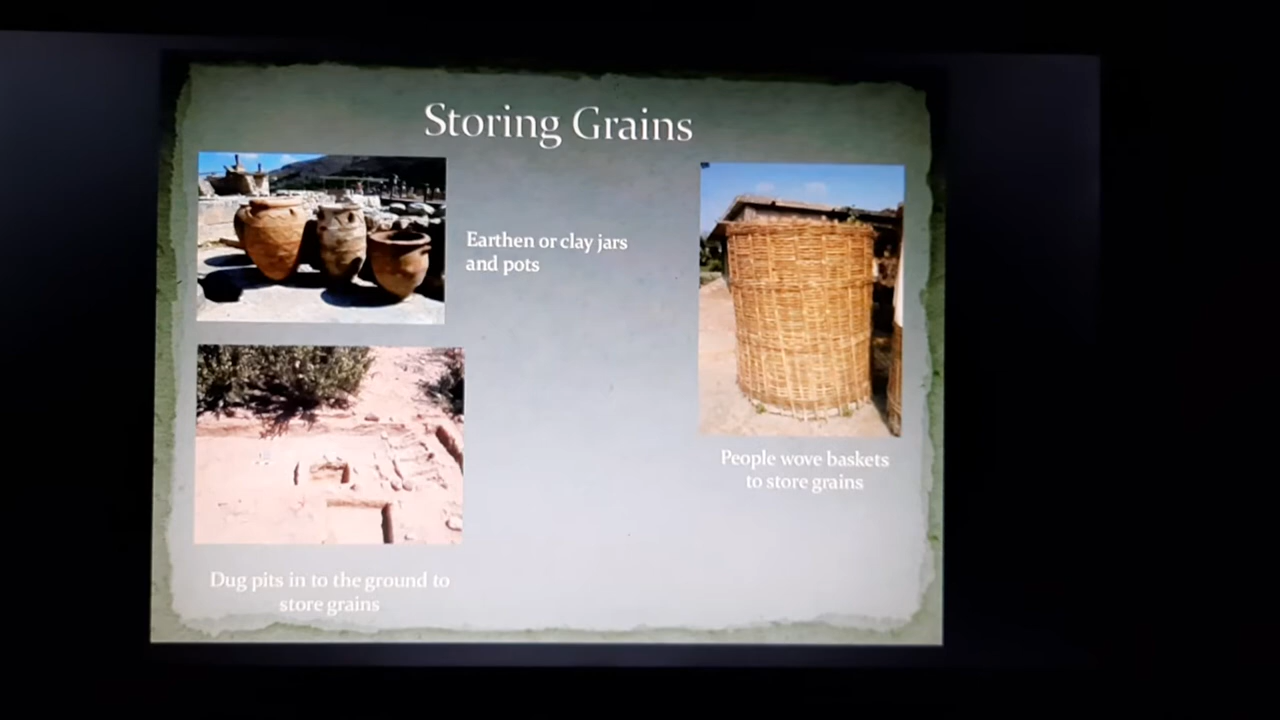 Storing Grains
Earthen or clay jars
and pots
People wove baskets
to store grains
Dug pits in to the ground to
store grains